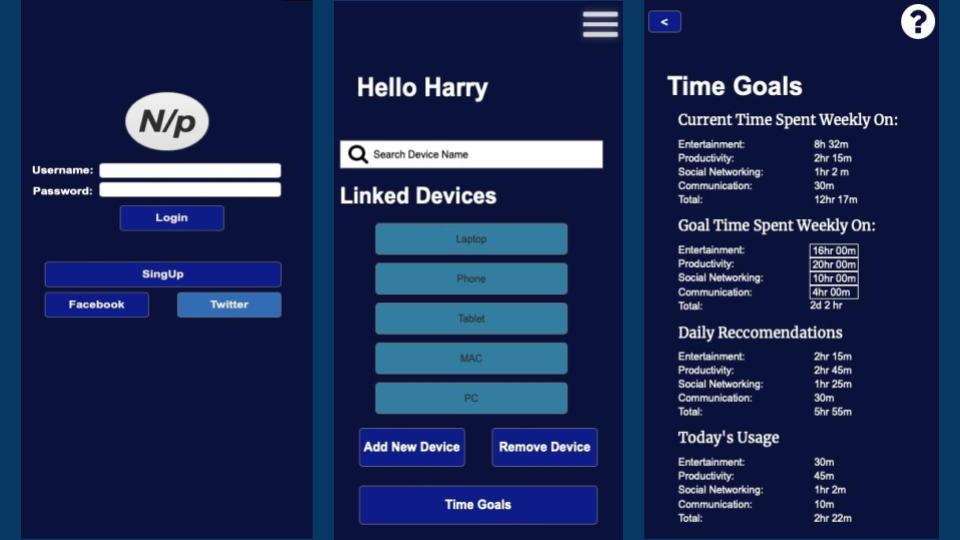 N/p
Username:
Password:
Login
SingUp
Facebook Twitter
Hello Harry
Search Device Name
Linked Devices
Laptop
Phone
Tablet
MAC
PC
Add New Device Remove Device
Time Goals
<
?
Time Goals
Current Time Spent Weekly On:
Entertainment: 8h 32m
Productivity: 2hr 15m
Social Networking: 1hr 2 m
Communication: 30m
Total: 12hr 17m
Goal Time Spent Weekly On:
Entertainment: 16hr 00m
Productivity: 20hr 00m
Social Networking: 10hr 00m
Communication: 4hr 00m
Total: 2d 2 hr
Daily Reccomendations
Entertainment: 2hr 15m
Productivity: 2hr 45m
Social Networking: 1hr 25m
Communication: 30m
Total: 5hr 55m
Today's Usage
Entertainment: 30m
Productivity: 45m
Social Networking: 1hr 2m
Communication: 10m
Total: 2hr 22m